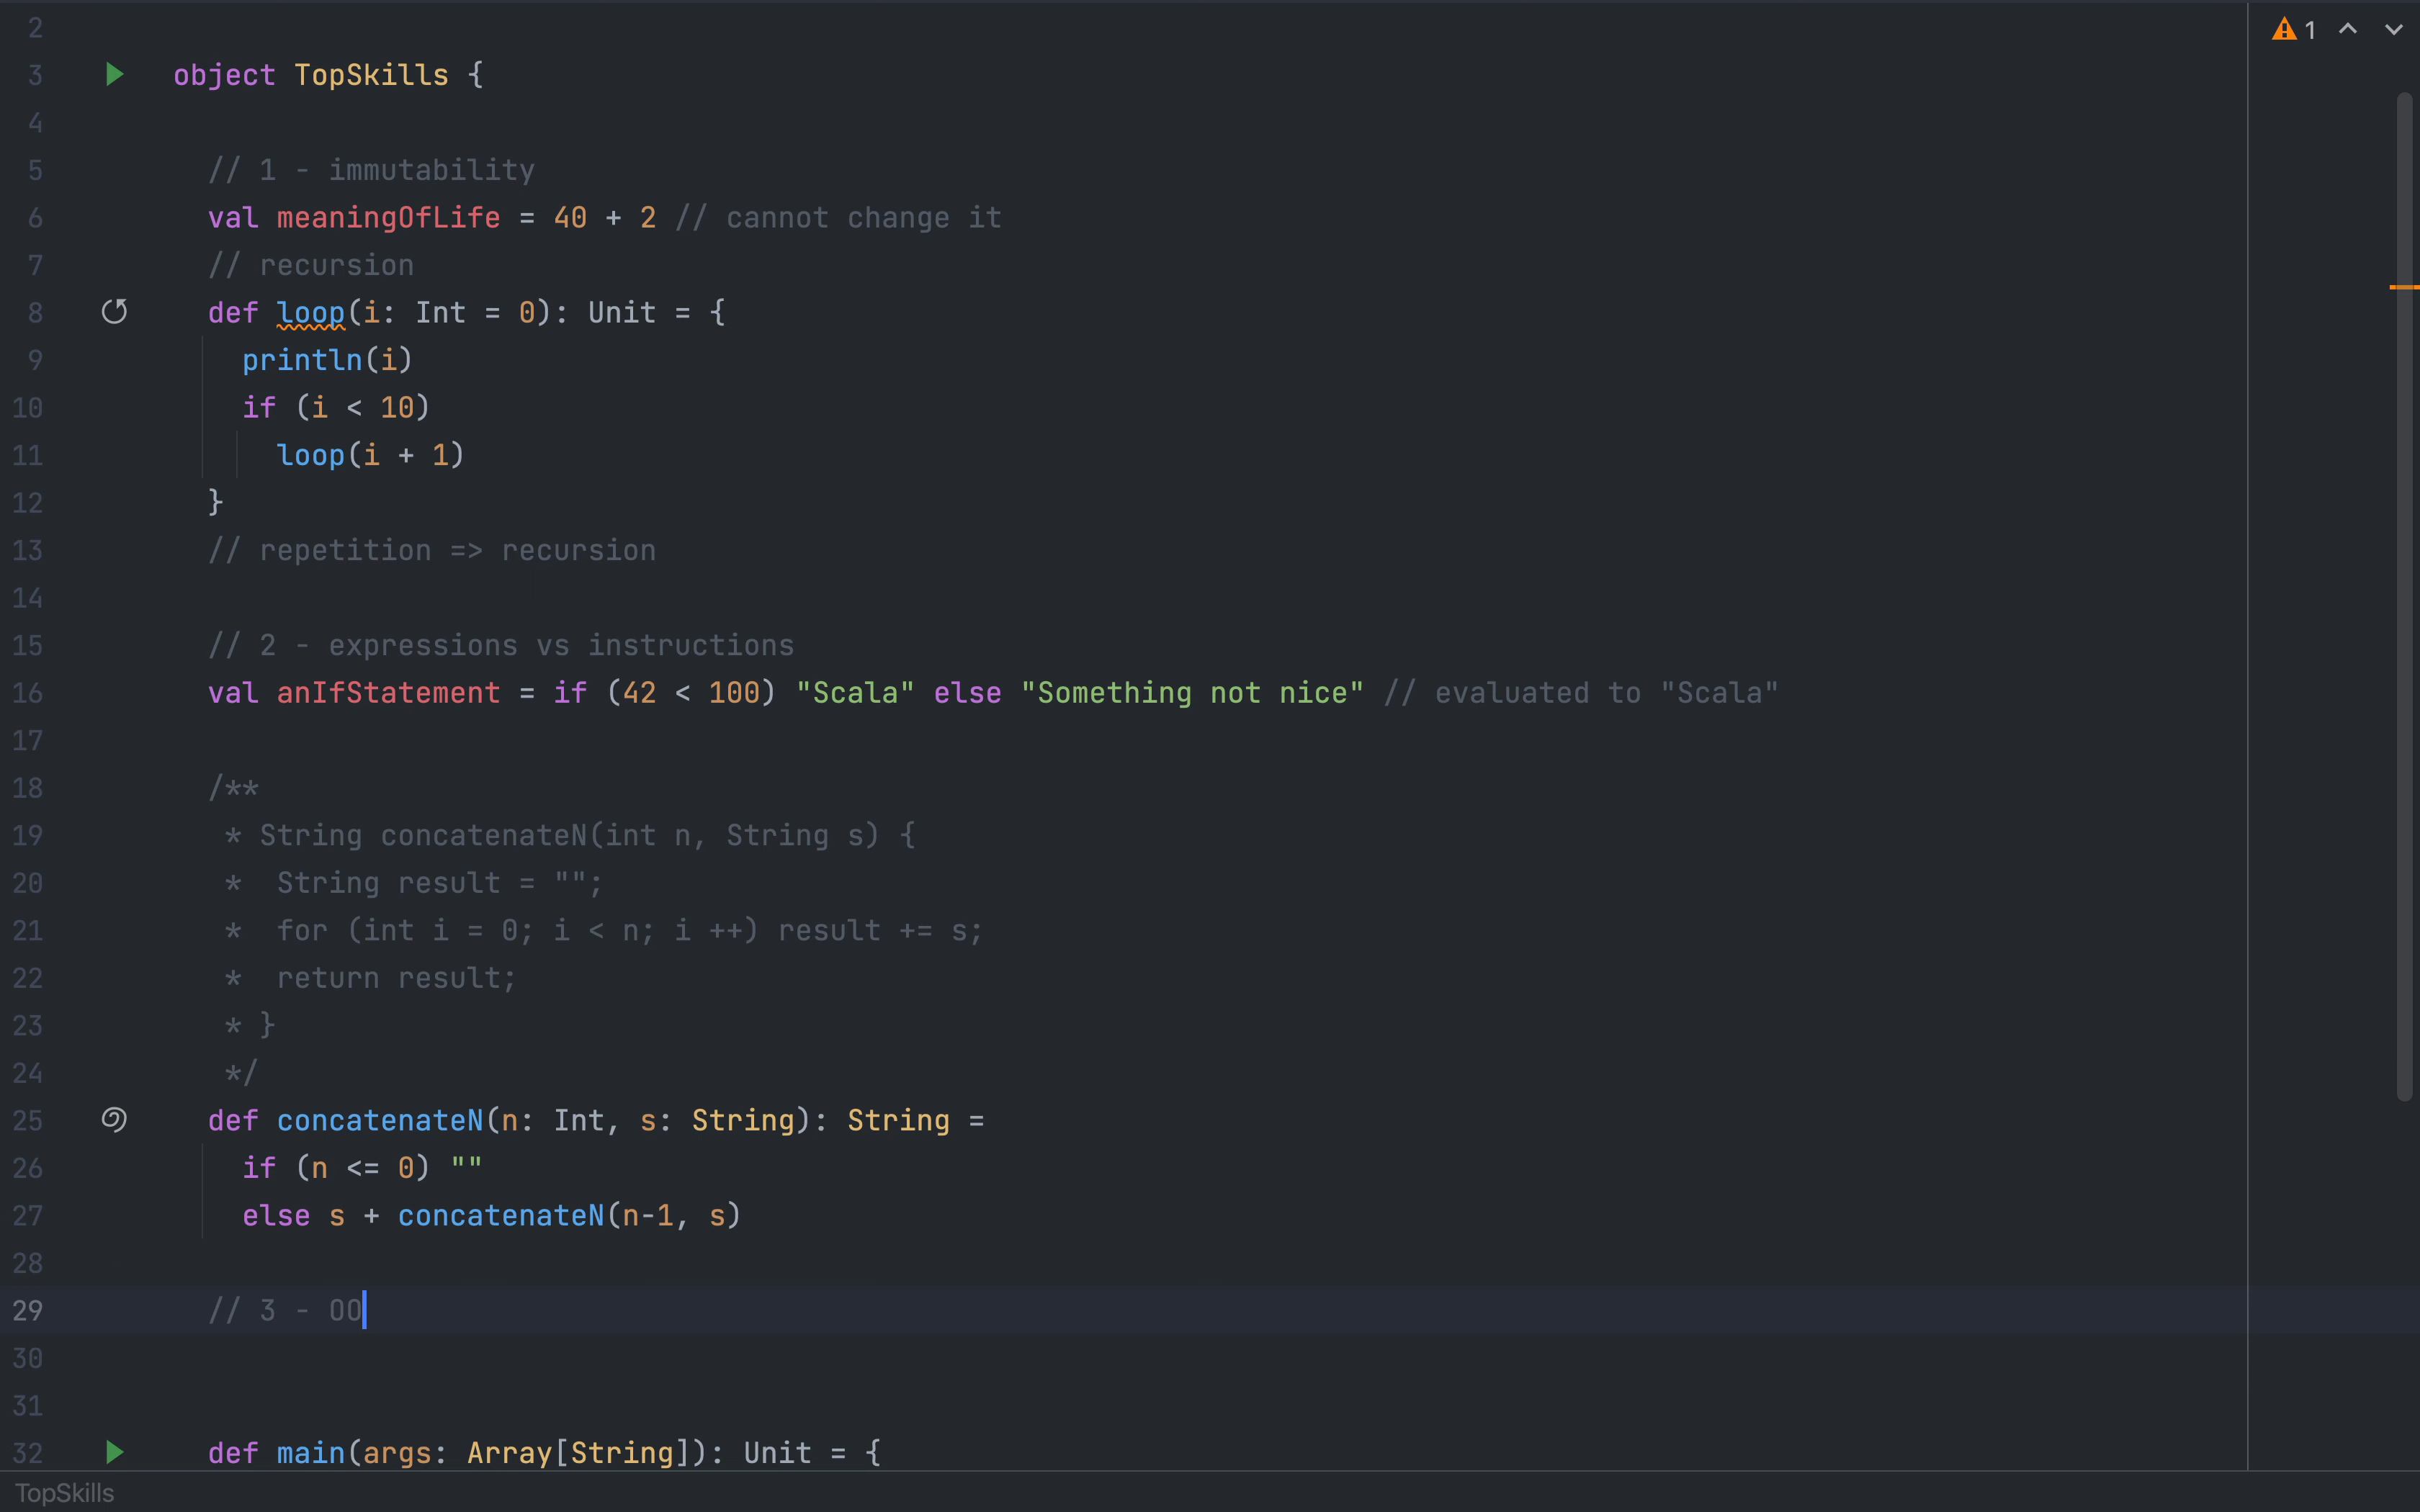 2
1
3 object TopSkills {
4
5 // 1 - immutability
6 val meaningOfLife = 40 + 2 // cannot change it
7 // recursion
8 def loop(i: Int = 0): Unit = {
9 println(i)
10 if (i < 10)
11 loop(i + 1)
12 }
13 // repetition => recursion
14
15 // 2 - expressions vs instructions
16 val anIfStatement = if (42 < 100) "Scala" else "Something not nice" // evaluated to "Scala"
17
18 /**
19 * String concatenateN(int n, String s) {
20 *  String result = "";
21 *  for (int i = 0; i < n; i ++) result += s;
22 *  return result;
23 * }
24 */
25 def concatenateN(n: Int, s: String): String =
26 if (n <= 0) ""
27 else s + concatenateN(n-1, s)
28
29 // 3 - OO
30
31
32 def main(args: Array[String]): Unit = {
TopSkills